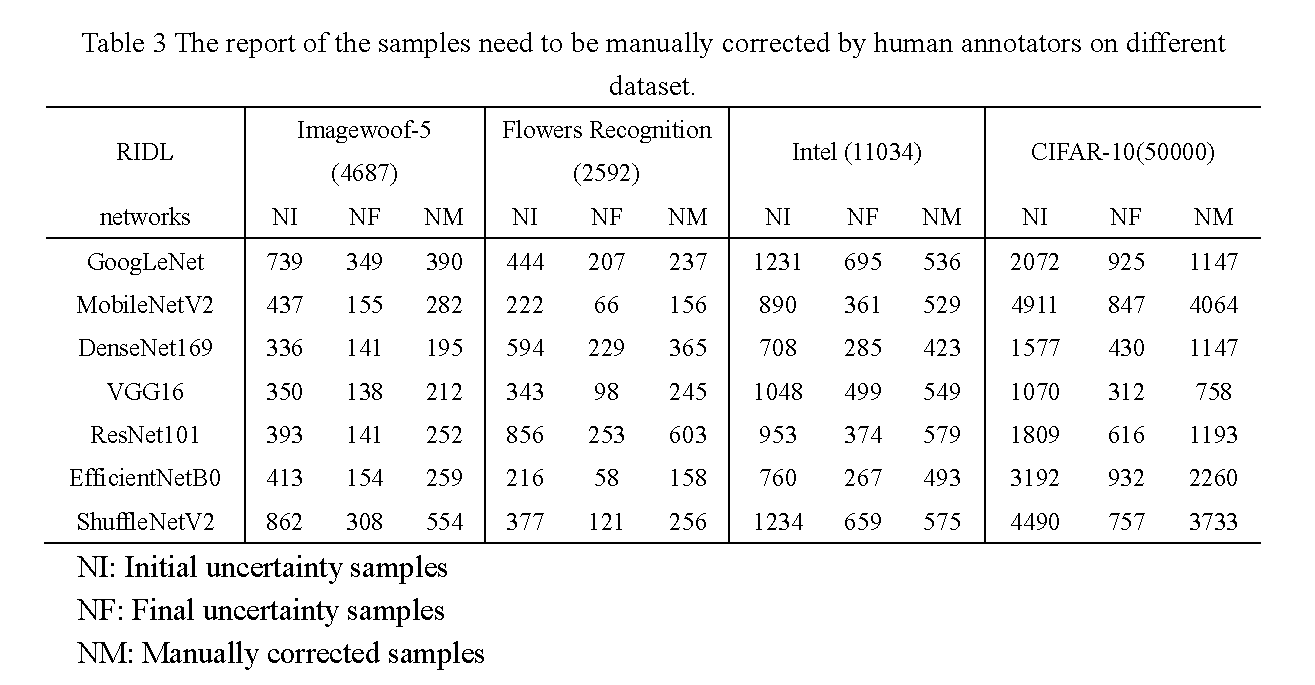 Table 3 The report of the samples need to be manually corrected by human annotators on different
dataset.
RIDL networks Imagewoof-5 (4687) Flowers Recognition (2592) Intel (11034) CIFAR-10(50000)
NI NF NM NI NF NM NI NF NM NI NF NM
GoogLeNet 739 349 390 444 207 237 1231 695 536 2072 925 1147
MobileNetV2 437 155 282 222 66 156 890 361 529 4911 847 4064
DenseNet169 336 141 195 594 229 365 708 285 423 1577 430 1147
VGG16 350 138 212 343 98 245 1048 499 549 1070 312 758
ResNet101 393 141 252 856 253 603 953 374 579 1809 616 1193
EfficientNetB0 413 154 259 216 58 158 760 267 493 3192 932 2260
ShuffleNetV2 862 308 554 377 121 256 1234 659 575 4490 757 3733
NI: Initial uncertainty samples
NF: Final uncertainty samples
NM: Manually corrected samples